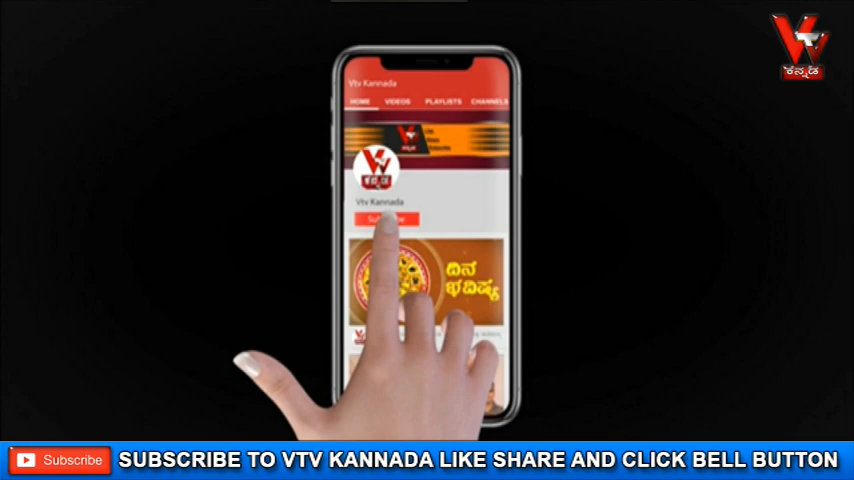 VTV
ಕನ್ನಡ
Vtv Kannada
HOME VIDEOS PLAYLISTS CHANNELS
Vtv Kannada
ದಿನ
ಭವಿಷ್ಯ
Subscribe SUBSCRIBE TO VTV KANNADA LIKE SHARE AND CLICK BELL BUTTON